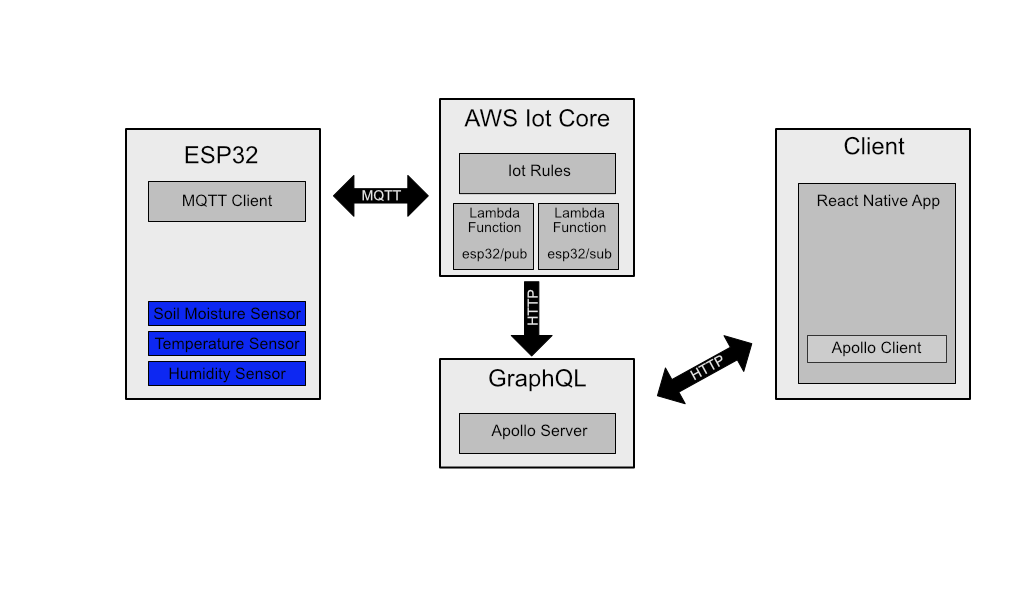 ESP32
MQTT Client
Soil Moisture Sensor
Temperature Sensor
Humidity Sensor
MQTT
AWS Iot Core
Iot Rules
Lambda
Function
esp32/pub
Lambda
Function
esp32/sub
HTTP
GraphQL
Apollo Server
HTTP
Client
React Native App
Apollo Client